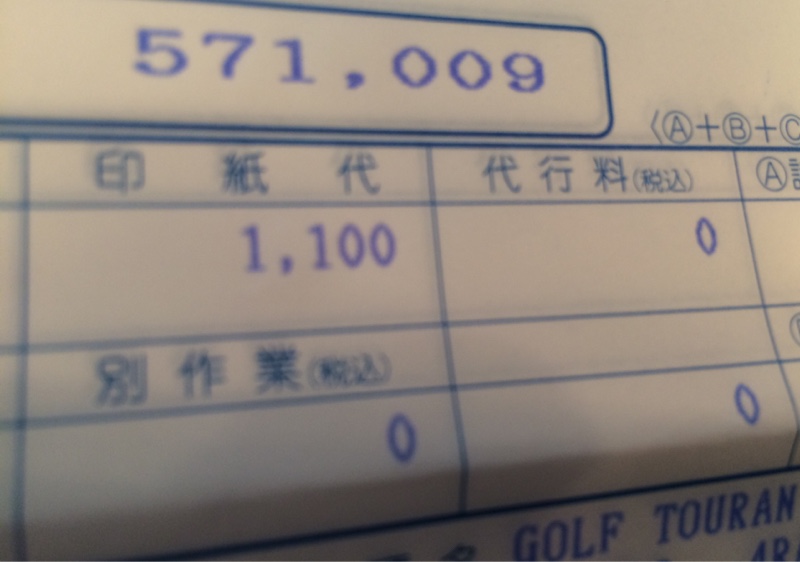 571,009
〈Ⓐ+Ⓑ+Ⓒ
印紙代 代行料(税込) Ⓐ
1,100 0
別作業(税込)
0 0
GOLF TOURAN